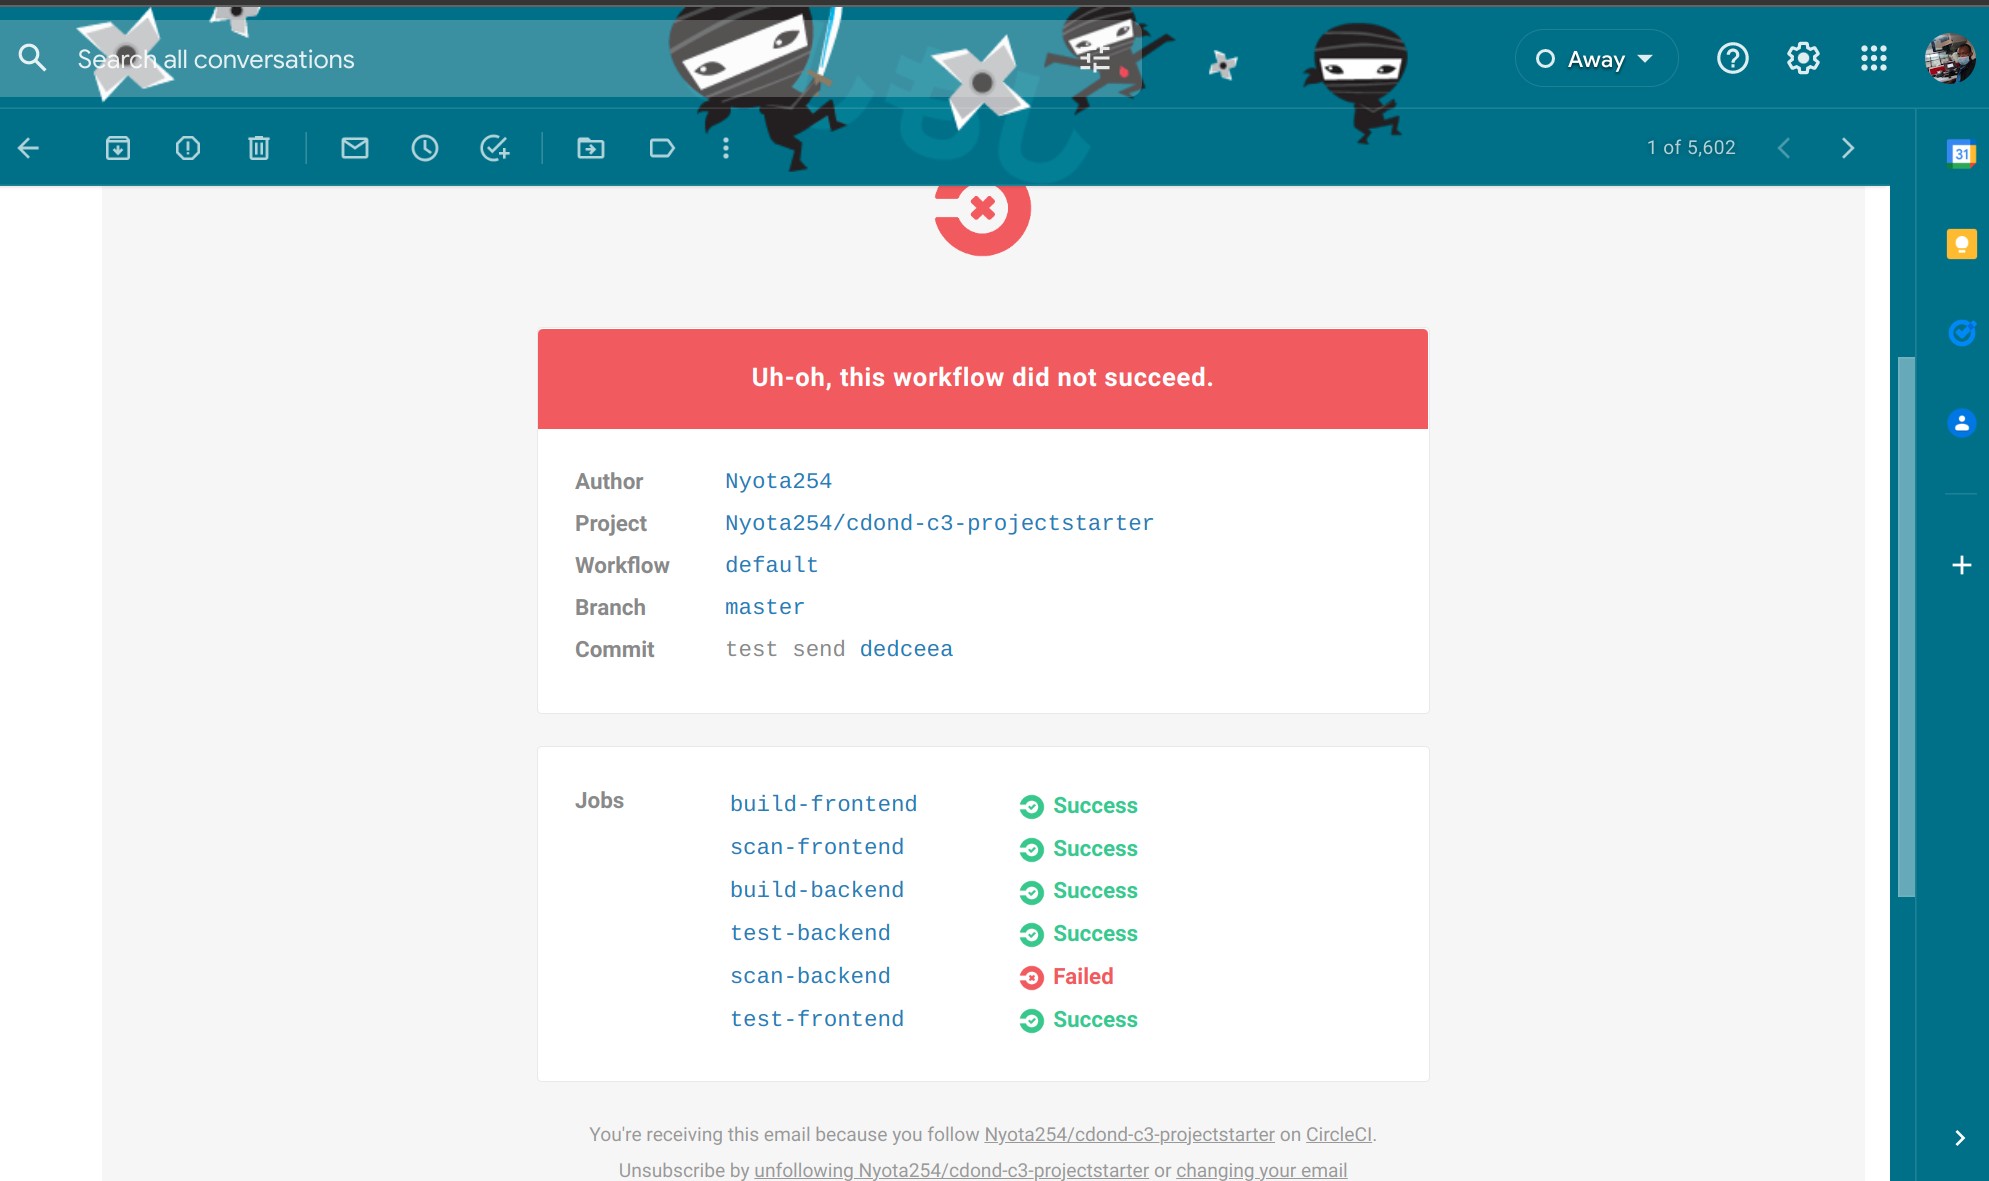 Search all conversations
Away
1 of 5,602
31
Uh-oh, this workflow did not succeed.
Author Nyota254
Project Nyota254/cdond-c3-projectstarter
Workflow default
Branch master
Commit test send dedceea
Jobs build-frontend Success
scan-frontend Success
build-backend Success
test-backend Success
scan-backend Failed
test-frontend Success
You're receiving this email because you follow Nyota254/cdond-c3-projectstarter on CircleCI.
Unsubscribe by unfollowing Nyota254/cdond-c3-projectstarter or changing your email